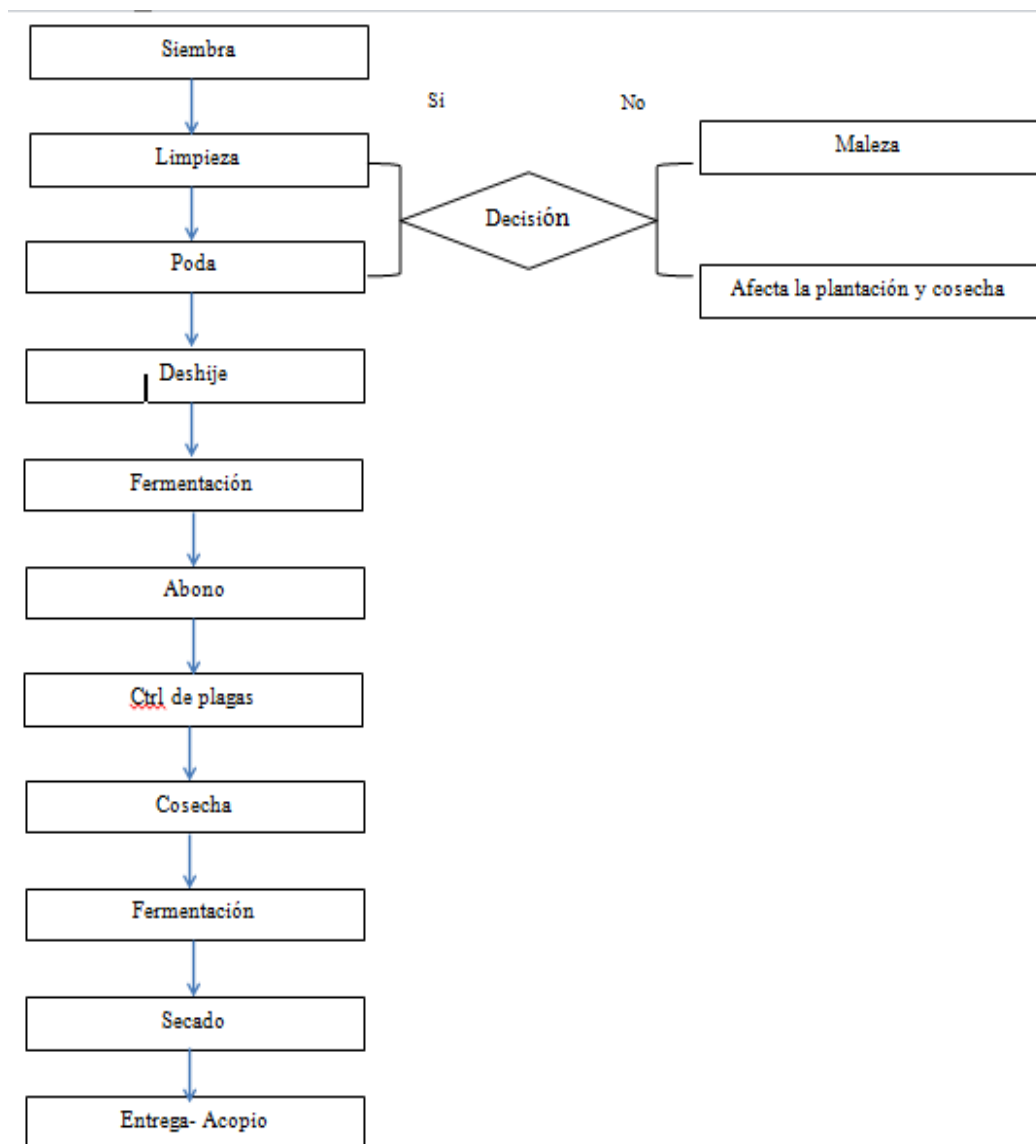 Siembra
Si
No
Limpieza
Maleza
Decisión
Poda
Afecta la plantación y cosecha
Deshije
Fermentación
Abono
Ctrl de plagas
Cosecha
Fermentación
Secado
Entrega- Acopio